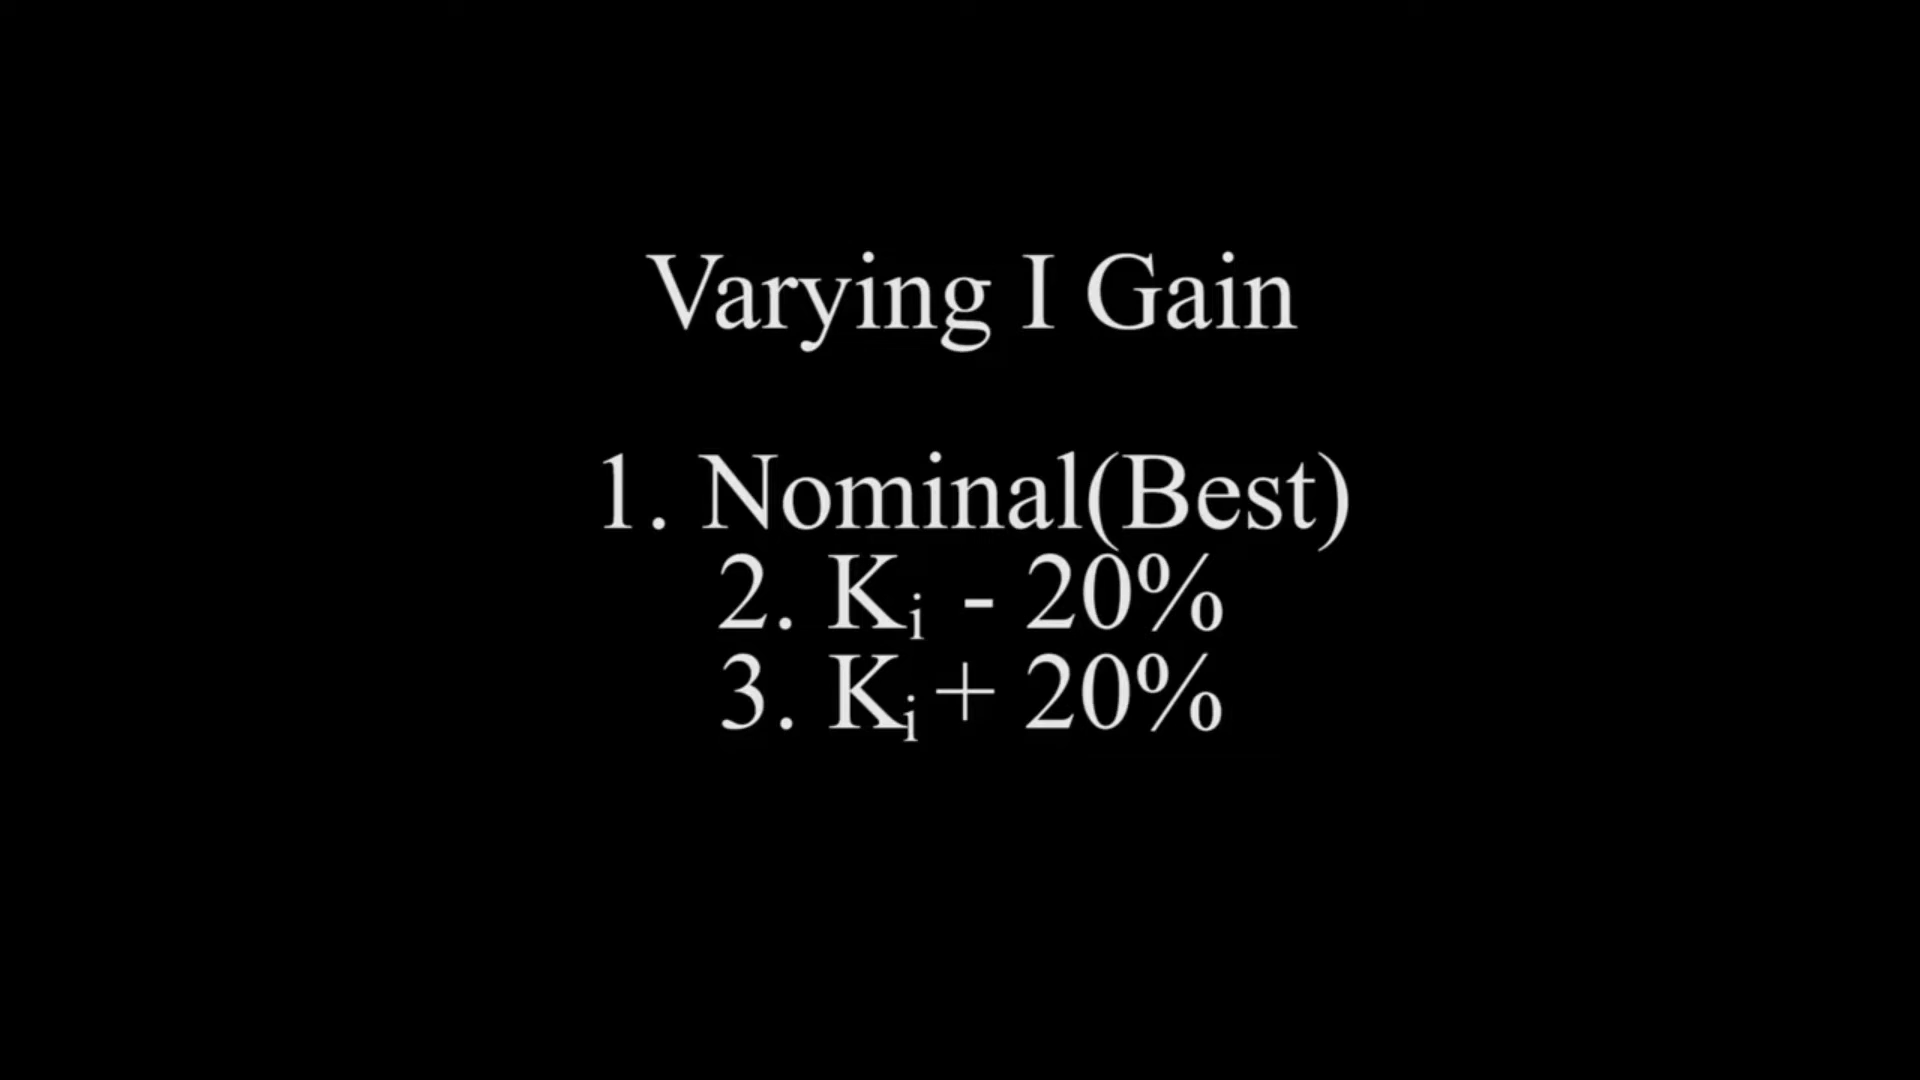 Varying I Gain
1. Nominal(Best)
2. Kᵢ - 20%
3. Kᵢ + 20%